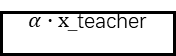 α · x_teacher